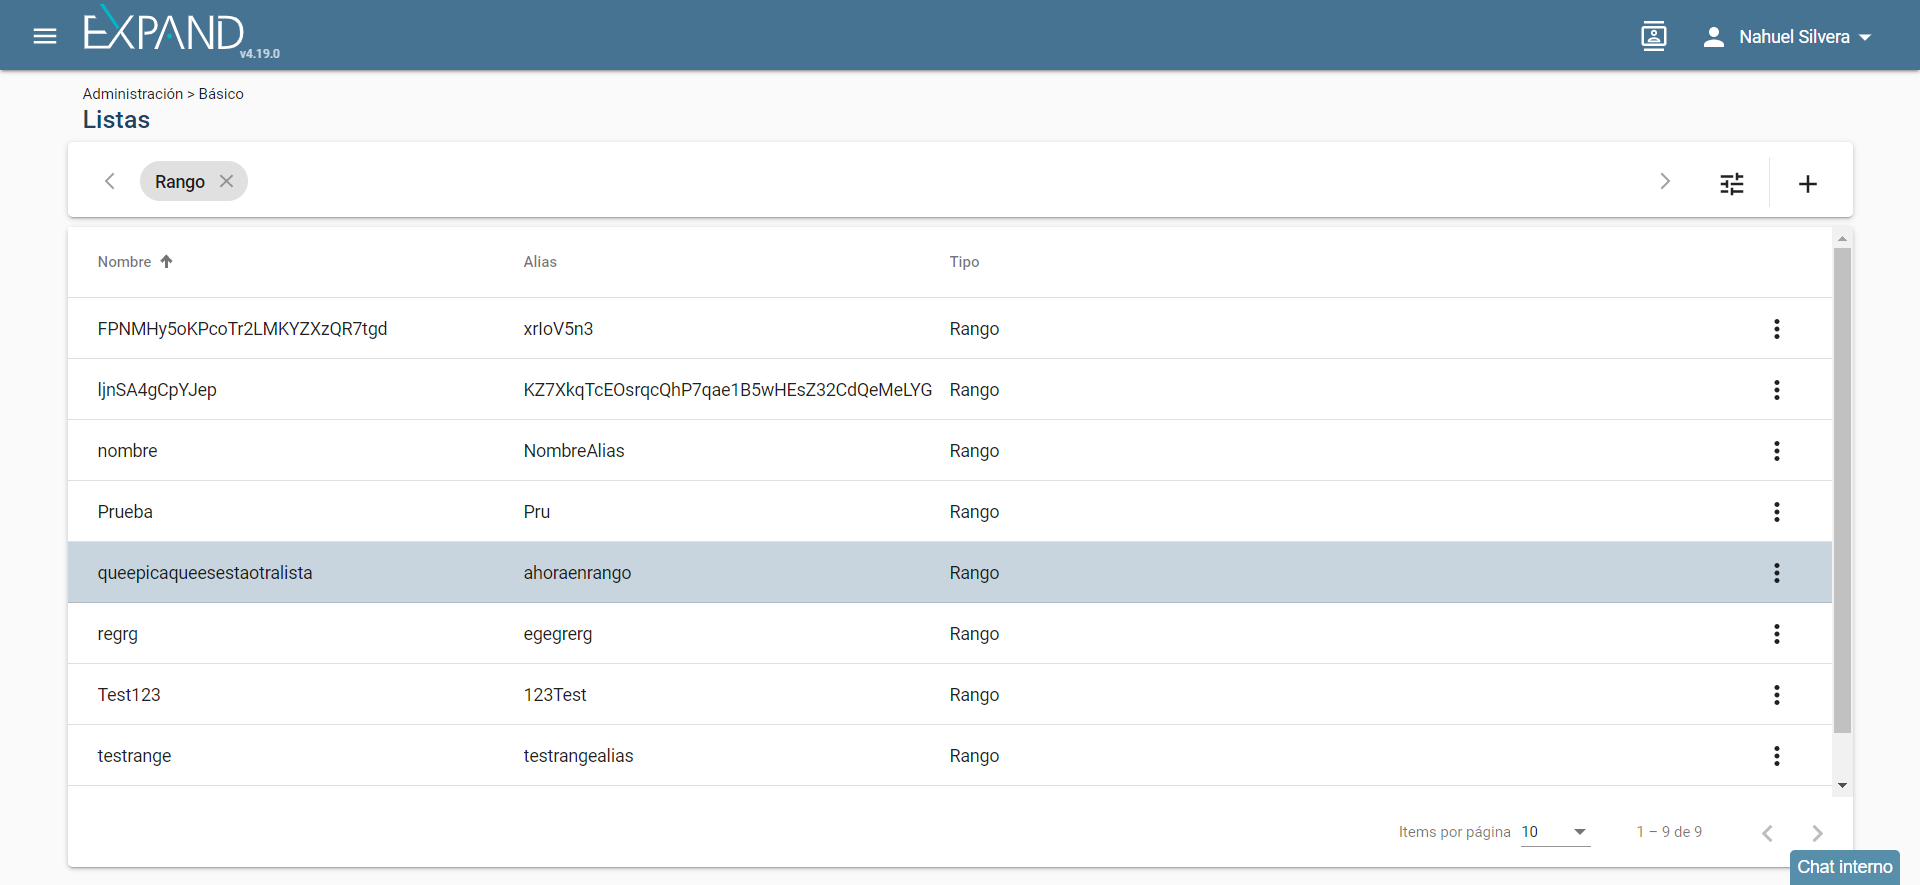 EXPAND
v4.19.0
Nahuel Silvera
Administración > Básico
Listas
Rango
Nombre Alias Tipo
FPNMHy5oKPcoTr2LMKYZXzQR7tgd xrIoV5n3 Rango
ljnSA4gCpYJep KZ7XkqTcEOsrqcQhP7qae1B5wHEsZ32CdQeMeLYG Rango
nombre NombreAlias Rango
Prueba Pru Rango
queepicaqueesestaotralista ahoraenrango Rango
regrg egegrerg Rango
Test123 123Test Rango
testrange testrangealias Rango
Items por página 10 1 – 9 de 9
Chat interno